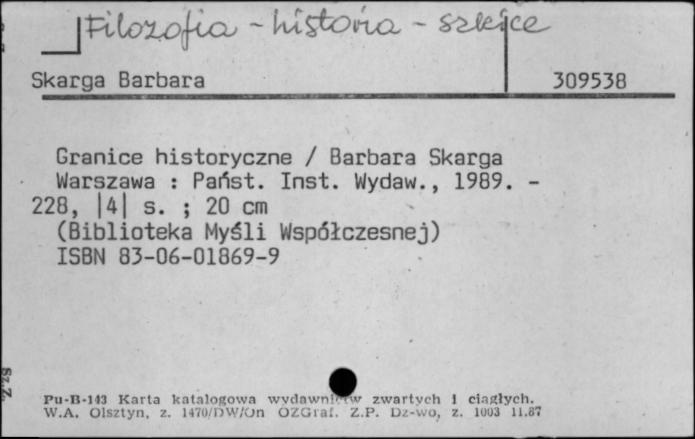 Filozofia - historia - szkice
Skarga Barbara 309538
Granice historyczne / Barbara Skarga
Warszawa : Państ. Inst. Wydaw., 1989. -
228, |4| s. ; 20 cm
(Biblioteka Myśli Współczesnej)
ISBN 83-06-01869-9
Sz.Z.
Pu-B-143 Karta katalogowa wydawnictw zwartych i ciągłych.
W.A. Olsztyn, z. 1470/DW/On OZGraf. Z.P. Dz-wo, z. 1003 11.87